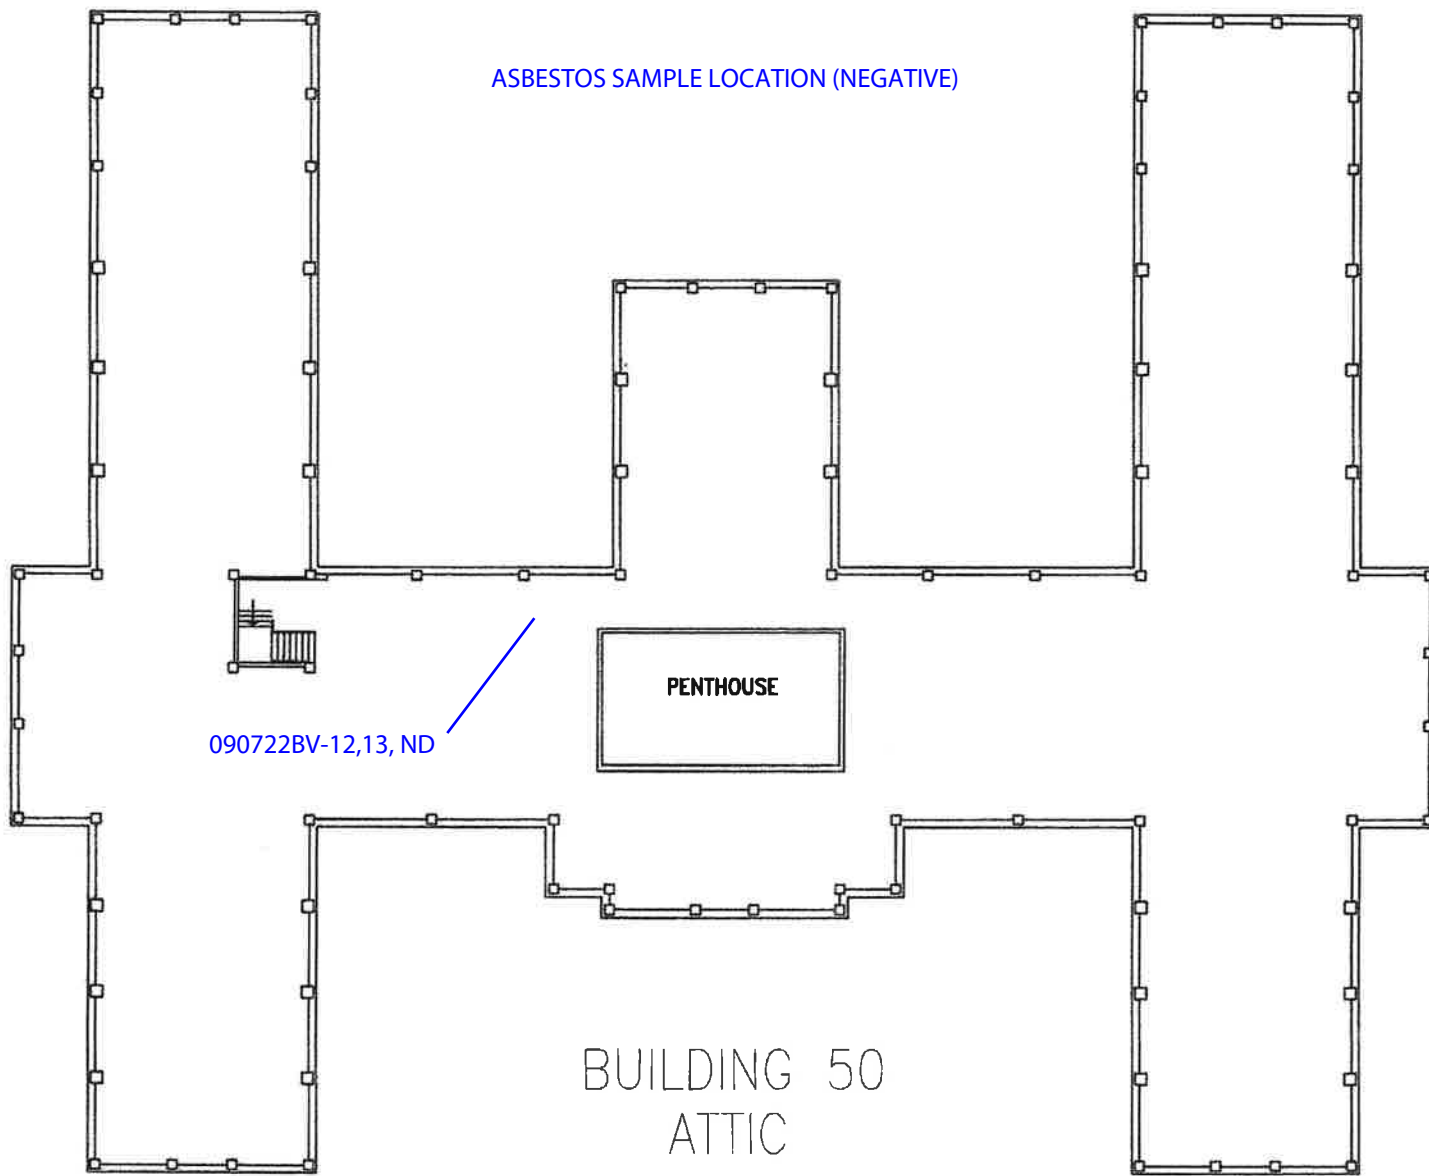 ASBESTOS SAMPLE LOCATION (NEGATIVE)
PENTHOUSE
090722BV-12,13, ND
BUILDING 50
ATTIC